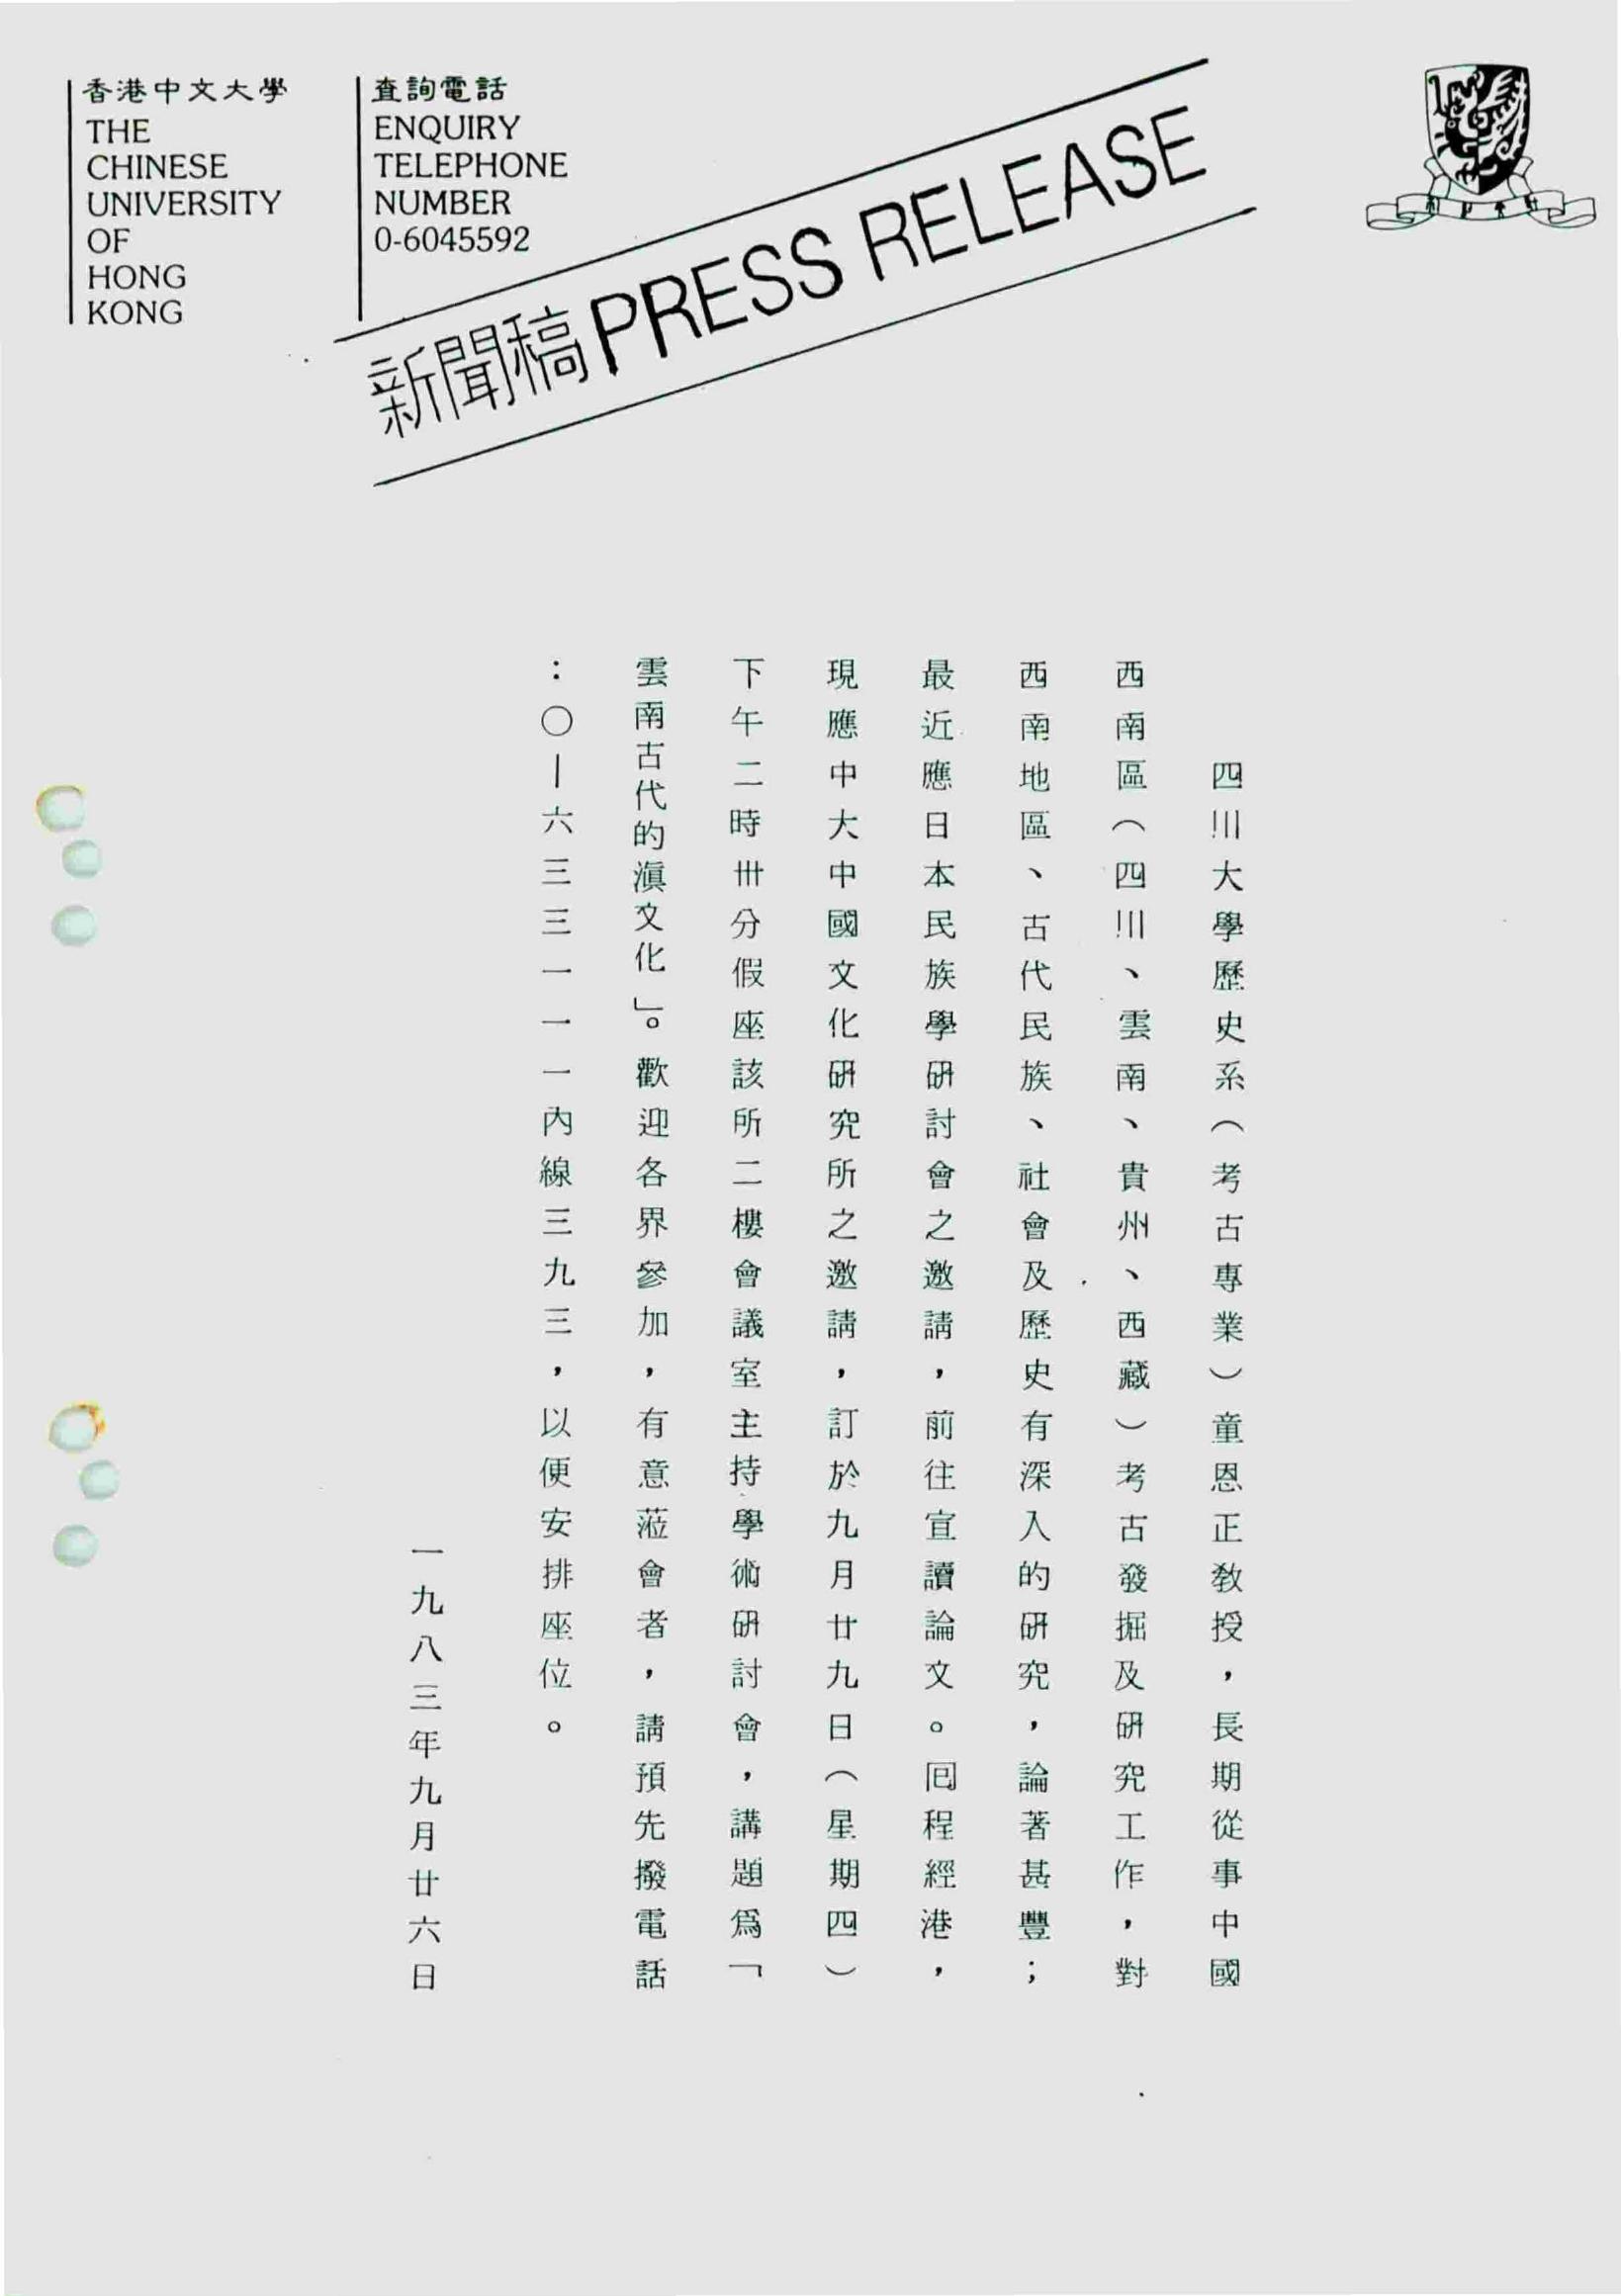 香港中文大學
THE
CHINESE
UNIVERSITY
OF
HONG
KONG
查詢電話
ENQUIRY
TELEPHONE
NUMBER
0-6045592
新聞稿 PRESS RELEASE
四川大學歷史系（考古專業）童恩正教授，長期從事中國
西南區（四川、雲南、貴州、西藏）考古發掘及研究工作，對
西南地區、古代民族、社會及歷史有深入的研究，論著甚豐；
最近應日本民族學研討會之邀請，前往宣讀論文。囘程經港，
現應中大中國文化研究所之邀請，訂於九月廿九日（星期四）
下午二時卅分假座該所二樓會議室主持學術研討會，講題為「
雲南古代的滇文化」。歡迎各界參加，有意蒞會者，請預先撥電話
：〇－六三三一一一內線三九三，以便安排座位。
一九八三年九月廿六日